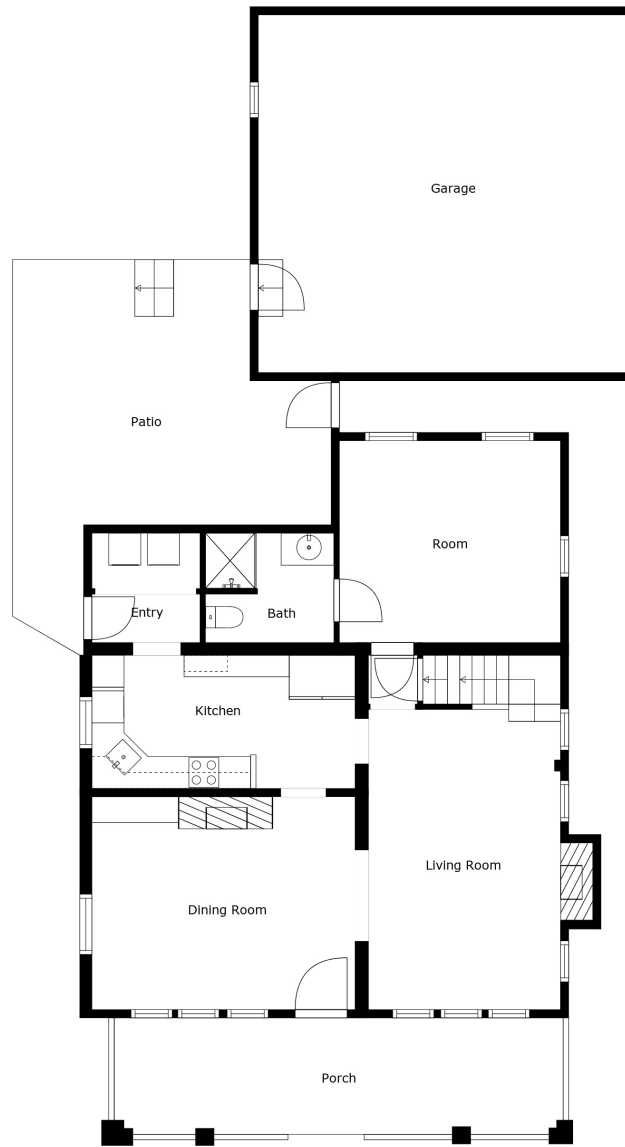 Garage
Patio
Room
Entry
Bath
Kitchen
Living Room
Dining Room
Porch